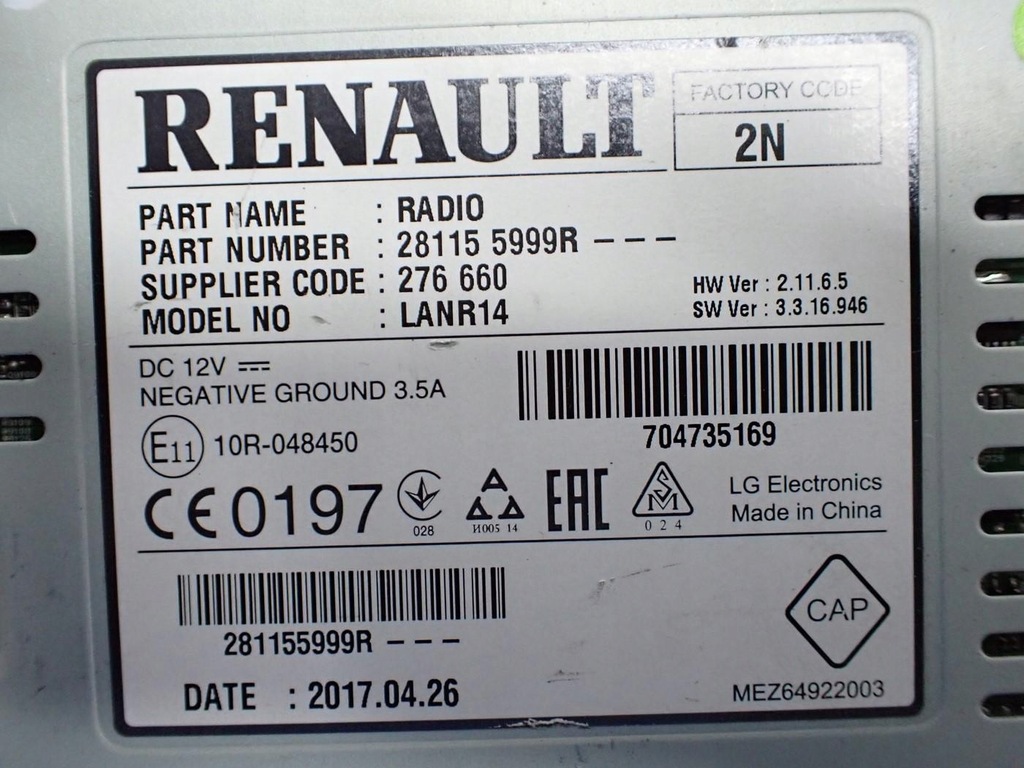 RENAULT
FACTORY CODE
2N
PART NAME : RADIO
PART NUMBER : 28115 5999R ---
SUPPLIER CODE : 276 660
MODEL NO : LANR14
HW Ver : 2.11.6.5
SW Ver : 3.3.16.946
DC 12V
NEGATIVE GROUND 3.5A
704735169
E11 10R-048450
CE 0197
028
И005 14
EAC
SM
024
LG Electronics
Made in China
281155999R ---
CAP
DATE : 2017.04.26
MEZ64922003